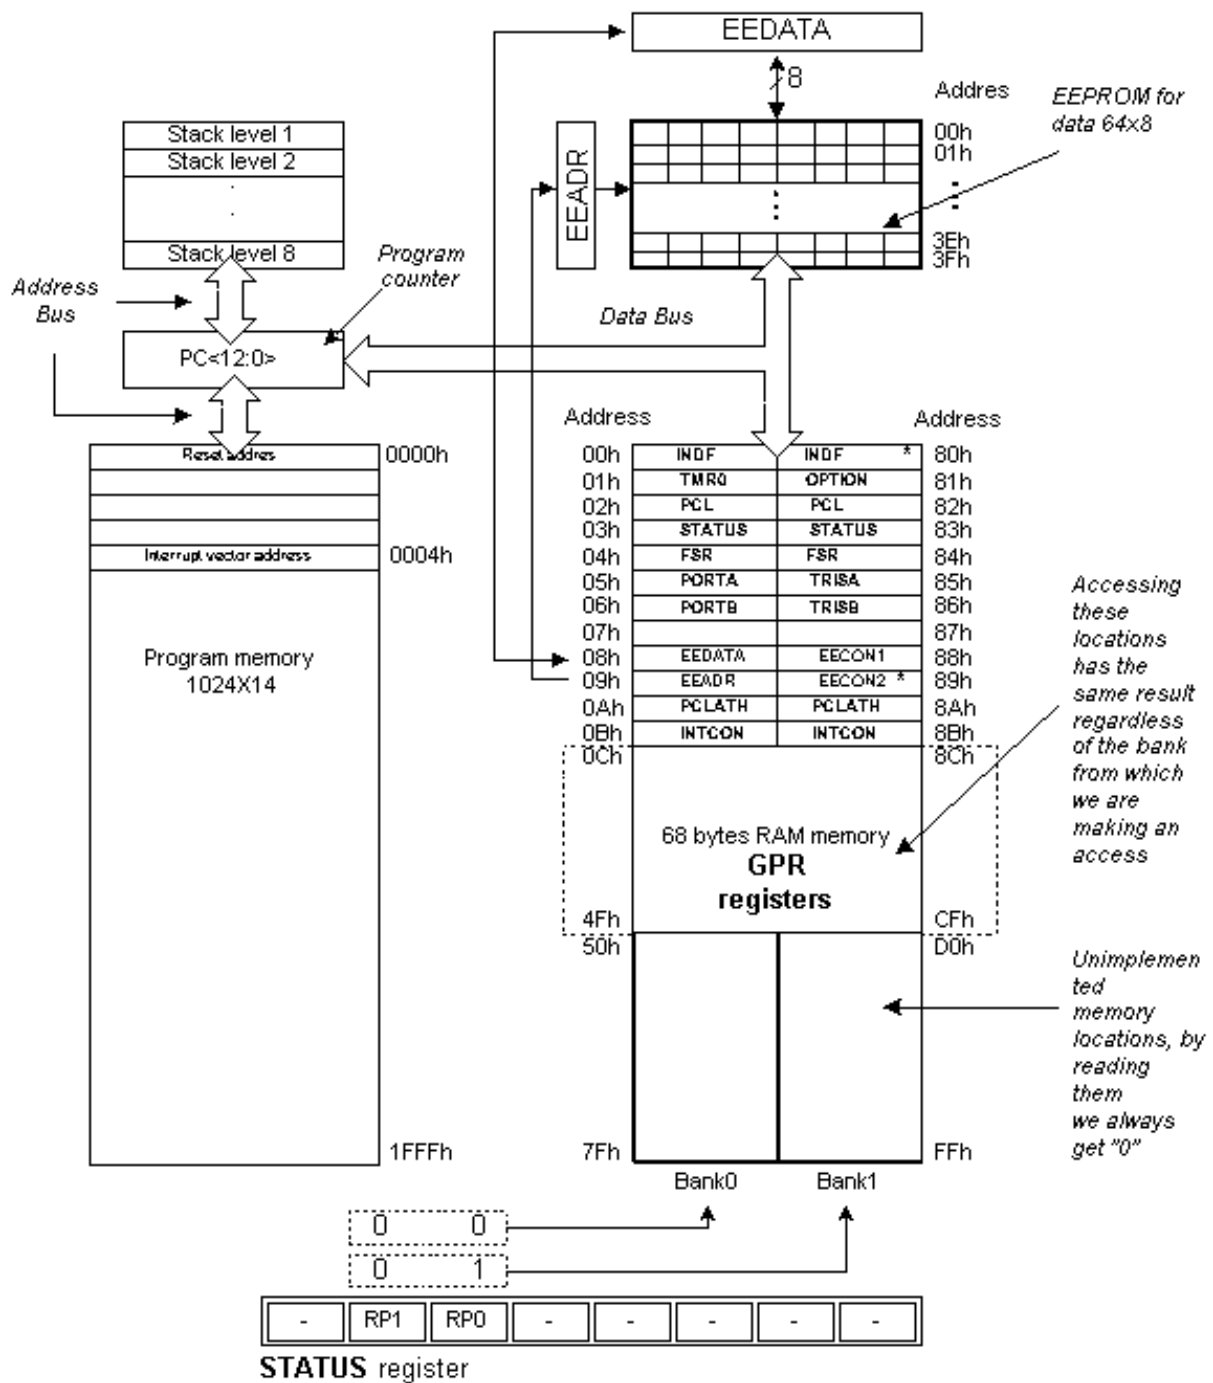 EEDATA
8
Addres
EEPROM for
data 64x8
00h
01h
3Eh
3Fh
EEADR
Stack level 1
Stack level 2
Stack level 8
Program
counter
Address
Bus
PC<12:0>
Data Bus
Address
Address
Reset addres 0000h
Interrupt vector address 0004h
Program memory
1024X14
1FFFh
00h INDF INDF * 80h
01h TMR0 OPTION 81h
02h PCL PCL 82h
03h STATUS STATUS 83h
04h FSR FSR 84h
05h PORTA TRISA 85h
06h PORTB TRISB 86h
07h 87h
08h EEDATA EECON1 88h
09h EEADR EECON2 * 89h
0Ah PCLATH PCLATH 8Ah
0Bh INTCON INTCON 8Bh
0Ch 8Ch
68 bytes RAM memory
GPR
registers
4Fh CFh
50h D0h
7Fh FFh
Bank0 Bank1
Accessing
these
locations
has the
same result
regardless
of the bank
from which
we are
making an
access
Unimplemen
ted
memory
locations, by
reading
them
we always
get "0"
0 0
0 1
- RP1 RP0 - - - - -
STATUS register